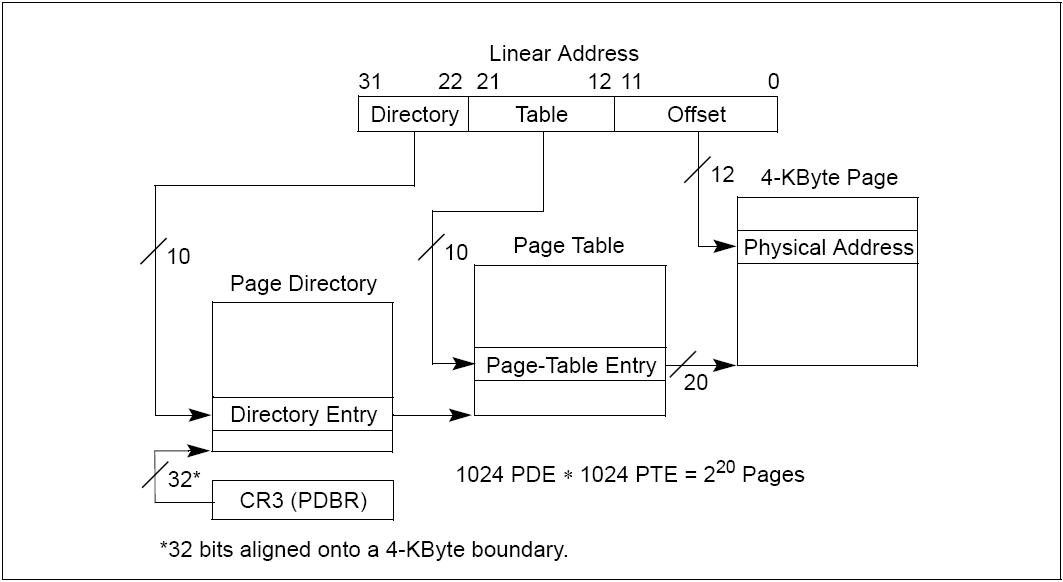 Linear Address
31 22 21 12 11 0
Directory Table Offset
12
4-KByte Page
Physical Address
10
10
Page Table
Page Directory
Page-Table Entry
20
Directory Entry
32*
CR3 (PDBR)
1024 PDE * 1024 PTE = 2^20 Pages
*32 bits aligned onto a 4-KByte boundary.